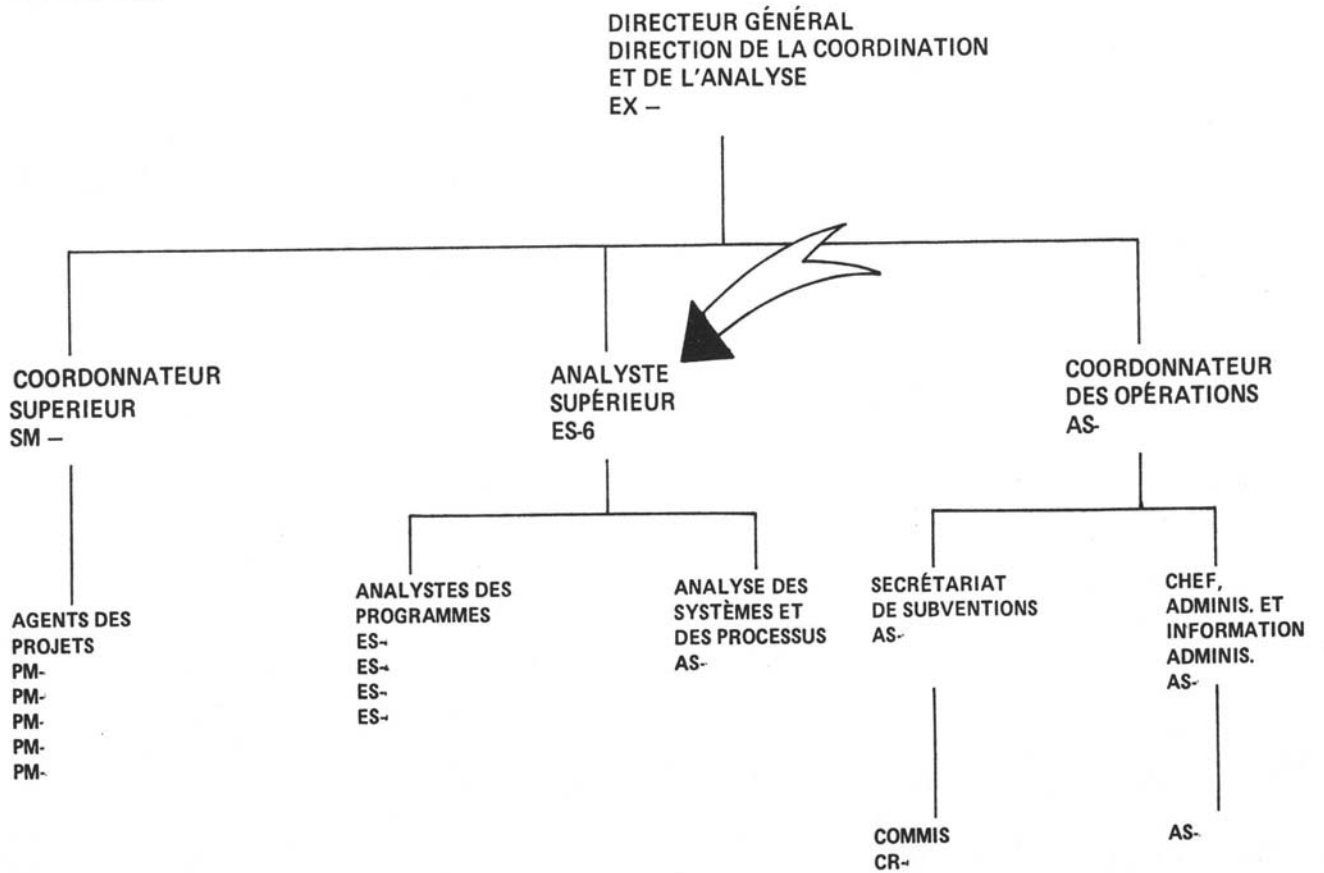 DIRECTEUR GÉNÉRAL
DIRECTION DE LA COORDINATION
ET DE L'ANALYSE
EX –
COORDONNATEUR
SUPERIEUR
SM –
ANALYSTE
SUPÉRIEUR
ES-6
COORDONNATEUR
DES OPÉRATIONS
AS-
AGENTS DES
PROJETS
PM-
PM-
PM-
PM-
PM-
ANALYSTES DES
PROGRAMMES
ES-
ES-
ES-
ES-
ANALYSE DES
SYSTÈMES ET
DES PROCESSUS
AS-
SECRÉTARIAT
DE SUBVENTIONS
AS-
CHEF,
ADMINIS. ET
INFORMATION
ADMINIS.
AS-
COMMIS
CR-
AS-